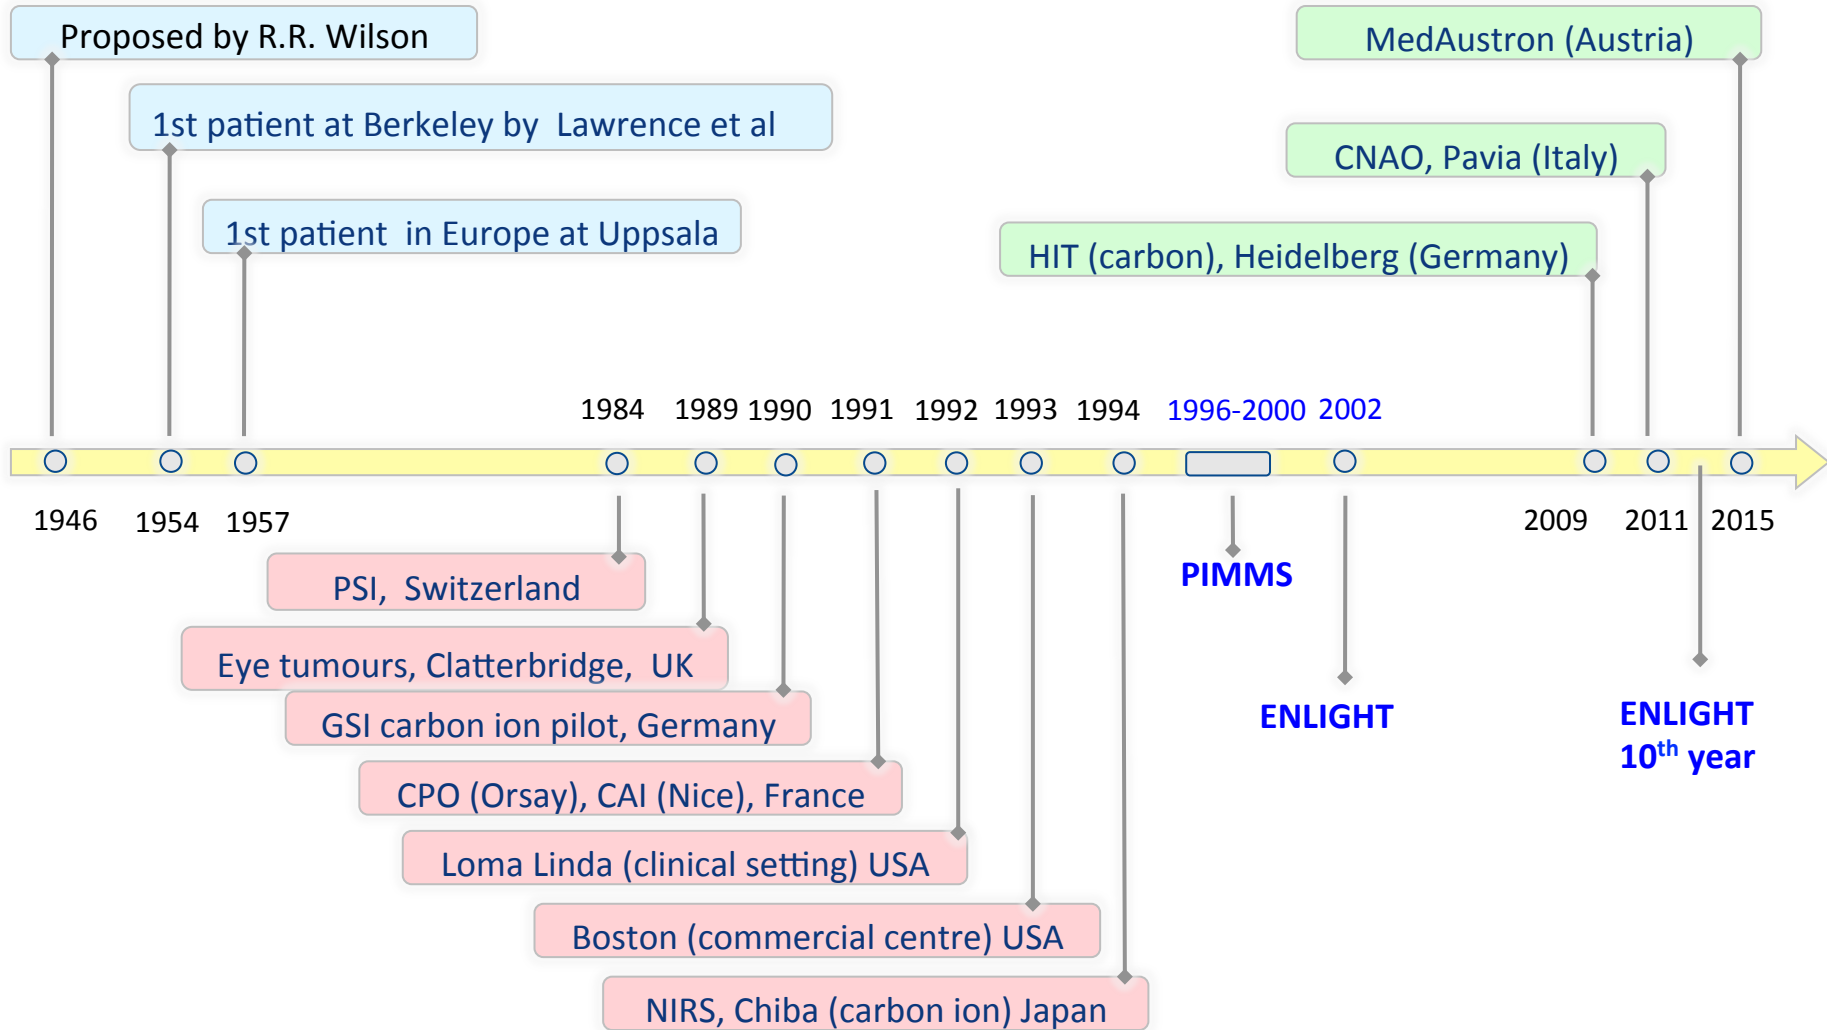 Proposed by R.R. Wilson
MedAustron (Austria)
1st patient at Berkeley by Lawrence et al
CNAO, Pavia (Italy)
1st patient in Europe at Uppsala
HIT (carbon), Heidelberg (Germany)
1984 1989 1990 1991 1992 1993 1994 1996-2000 2002
1946 1954 1957 2009 2011 2015
PSI, Switzerland
PIMMS
Eye tumours, Clatterbridge, UK
GSI carbon ion pilot, Germany
ENLIGHT
ENLIGHT
10th year
CPO (Orsay), CAI (Nice), France
Loma Linda (clinical setting) USA
Boston (commercial centre) USA
NIRS, Chiba (carbon ion) Japan